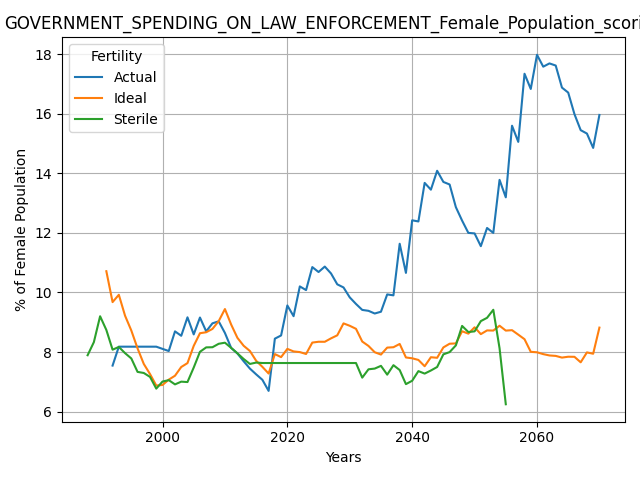 GOVERNMENT_SPENDING_ON_LAW_ENFORCEMENT_Female_Population_scori
Fertility
Actual
Ideal
Sterile
% of Female Population
18
16
14
12
10
8
6
2000 2020 2040 2060
Years